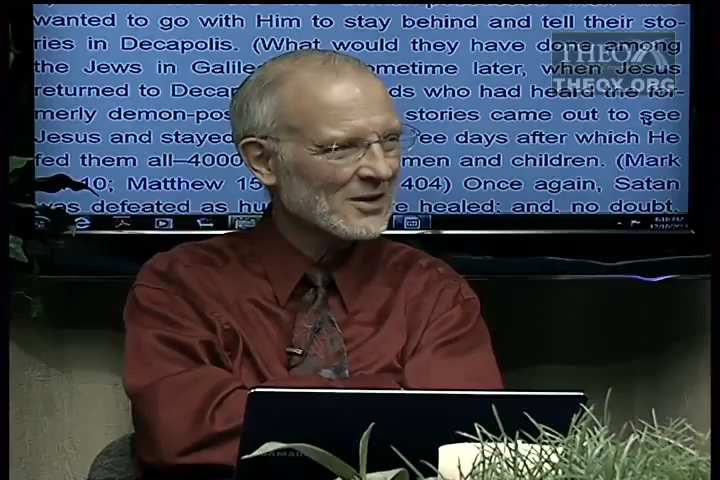 wanted to go with Him to stay behind and tell their sto-
ries in Decapolis. (What would they have done among
the Jews in Galile ometime later, when Jesus
returned to Decap ds who had heard the for-
merly demon-pos stories came out to see
Jesus and stayed ee days after which He
fed them all—4000 men and children. (Mark
10; Matthew 15 404) Once again, Satan
was defeated as hu re healed; and, no doubt,
THEOX
THEOX.ORG